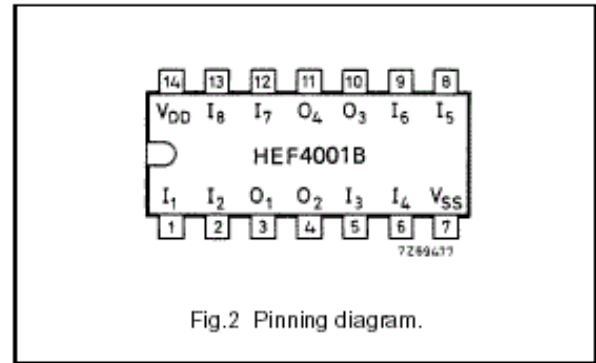 14 13 12 11 10 9 8
VDD I8 I7 O4 O3 I6 I5
HEF4001B
I1 I2 O1 O2 I3 I4 VSS
1 2 3 4 5 6 7
7Z69477
Fig.2 Pinning diagram.